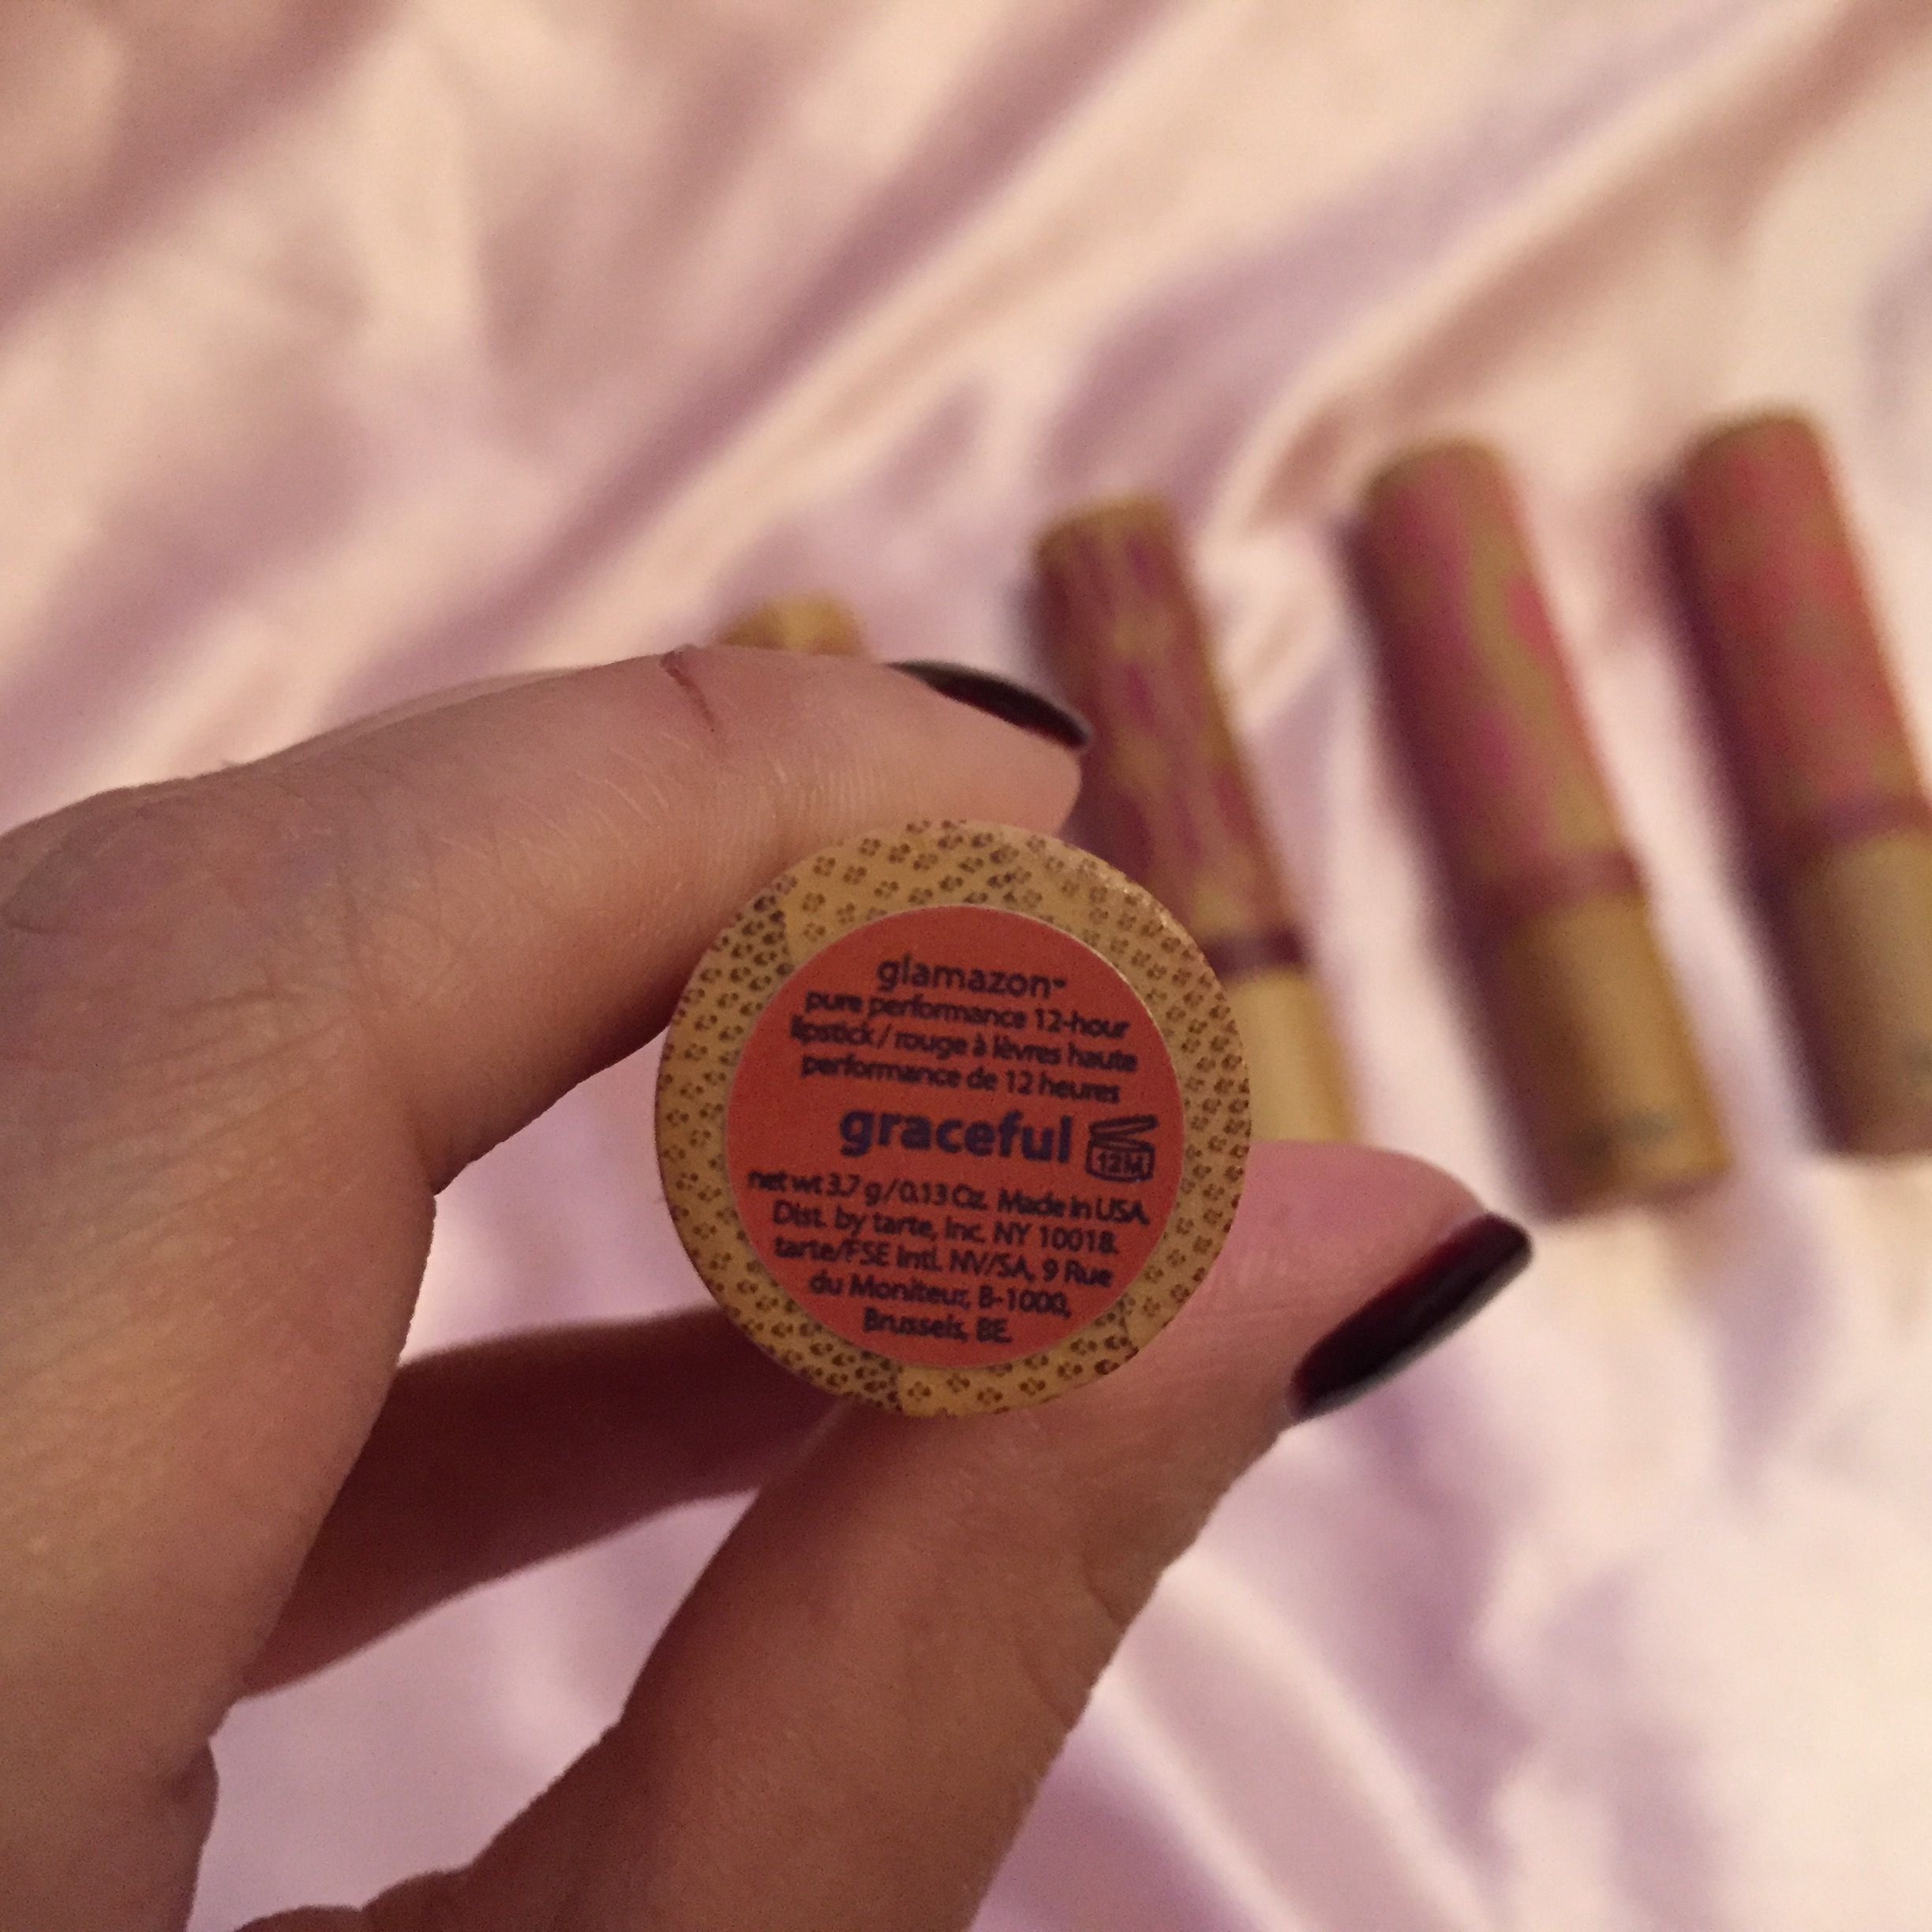 glamazon™
pure performance 12-hour
lipstick / rouge à lèvres haute
performance de 12 heures
graceful 12M
net wt 3.7 g / 0.13 Oz. Made in USA.
Dist. by tarte, inc. NY 10018.
tarte/FSE Intl. NV/SA, 9 Rue
du Moniteur, B-1000,
Brussels, BE.